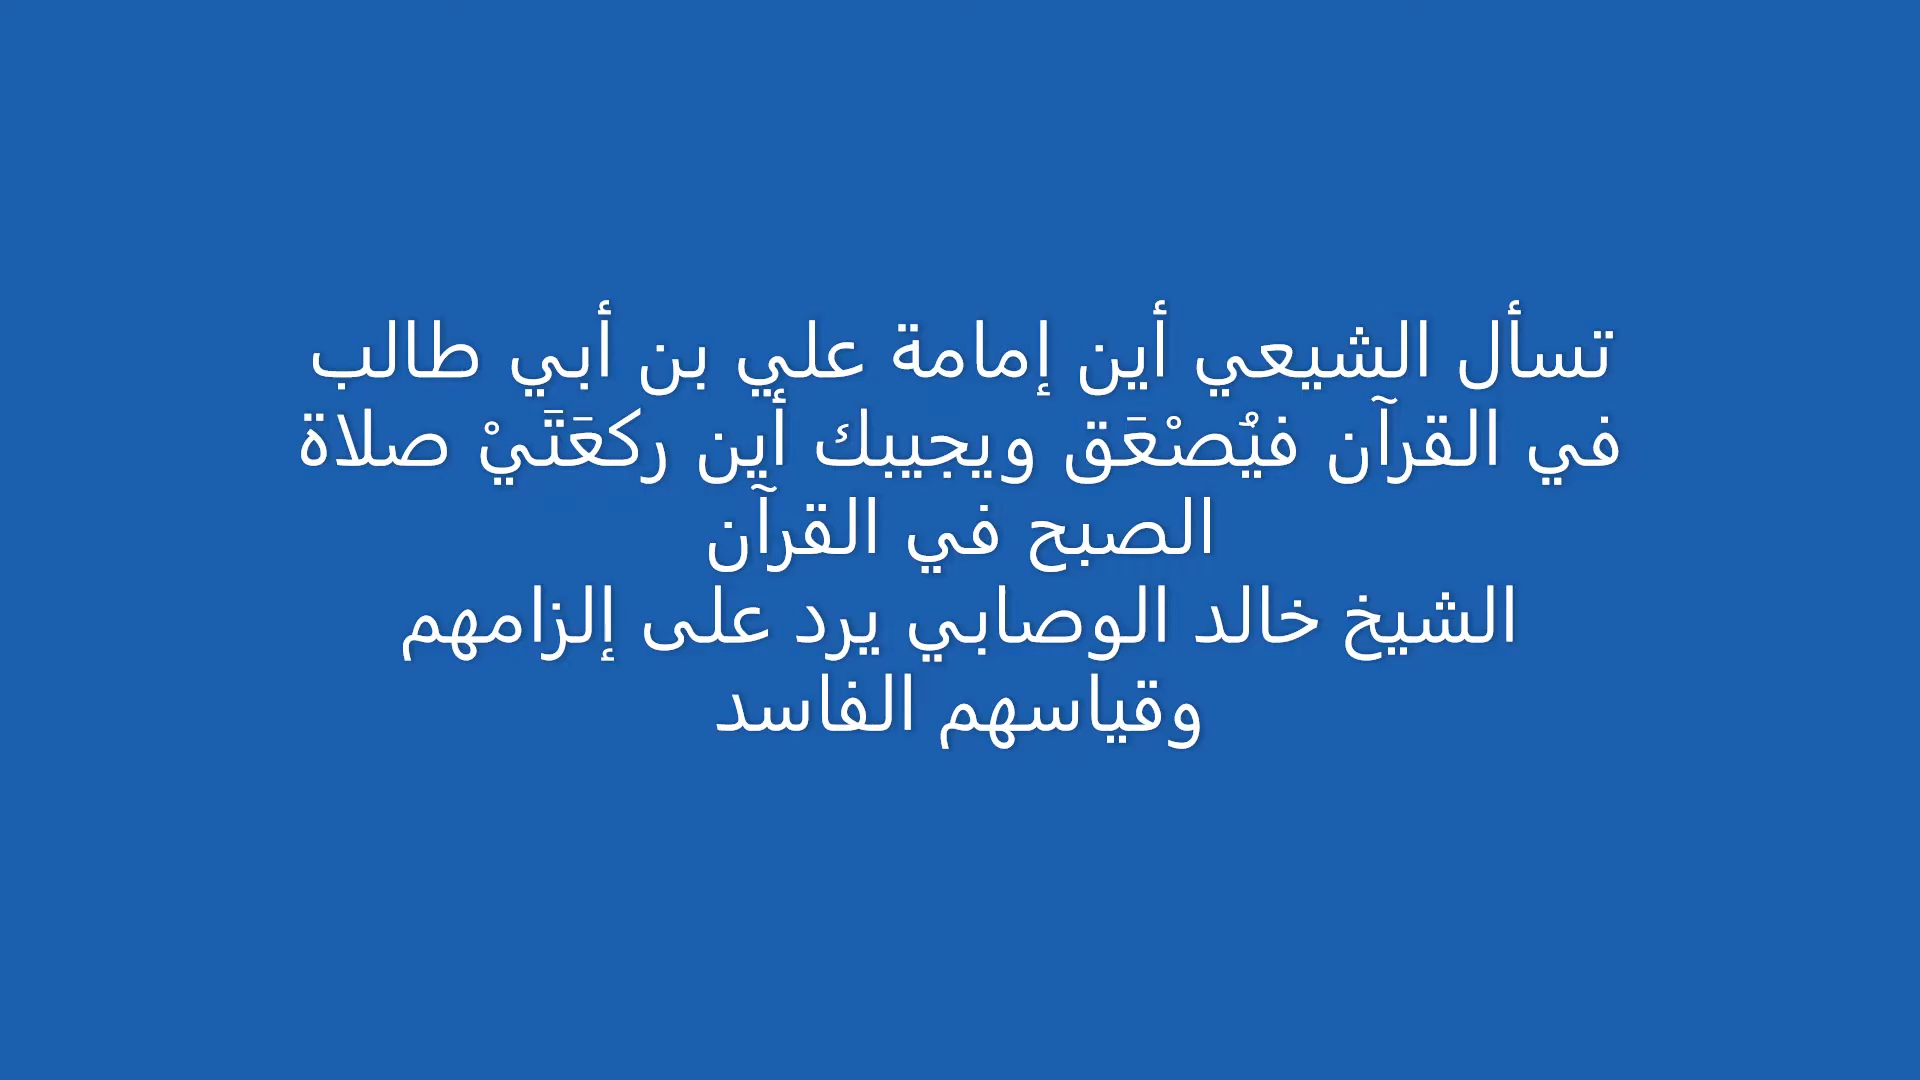 تسأل الشيعي أين إمامة علي بن أبي طالب
في القرآن فيُصْعَق ويجيبك أين ركعَتَيْ صلاة
الصبح في القرآن
الشيخ خالد الوصابي يرد على إلزامهم
وقياسهم الفاسد